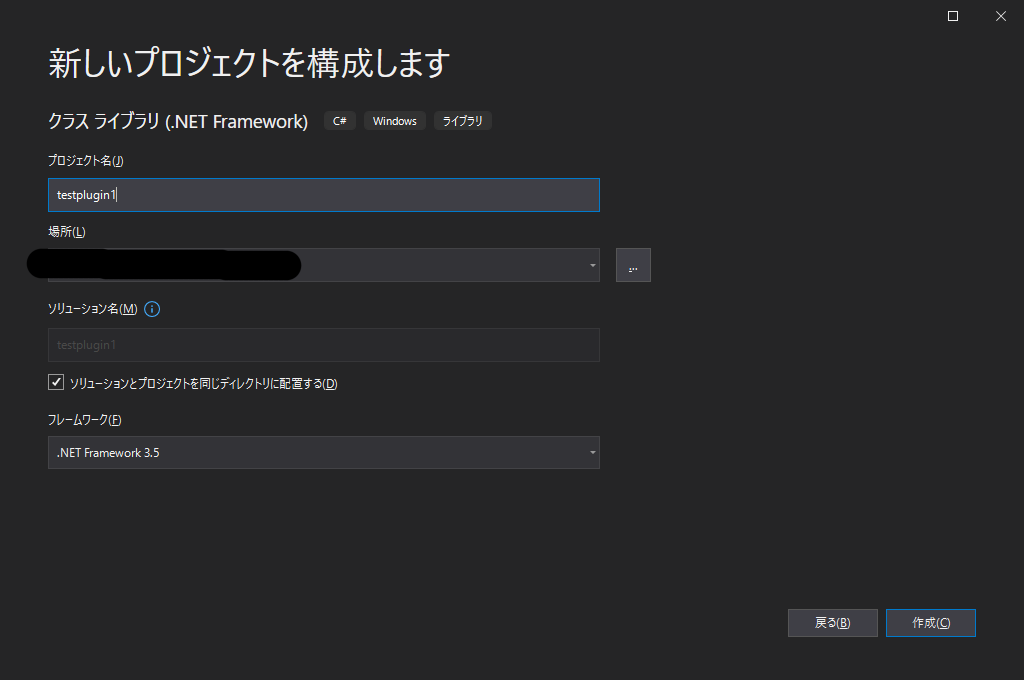 新しいプロジェクトを構成します
クラス ライブラリ (.NET Framework) C# Windows ライブラリ
プロジェクト名(J)
testplugin1
場所(L)
...
ソリューション名(M)
testplugin1
ソリューションとプロジェクトを同じディレクトリに配置する(D)
フレームワーク(F)
.NET Framework 3.5
戻る(B) 作成(C)